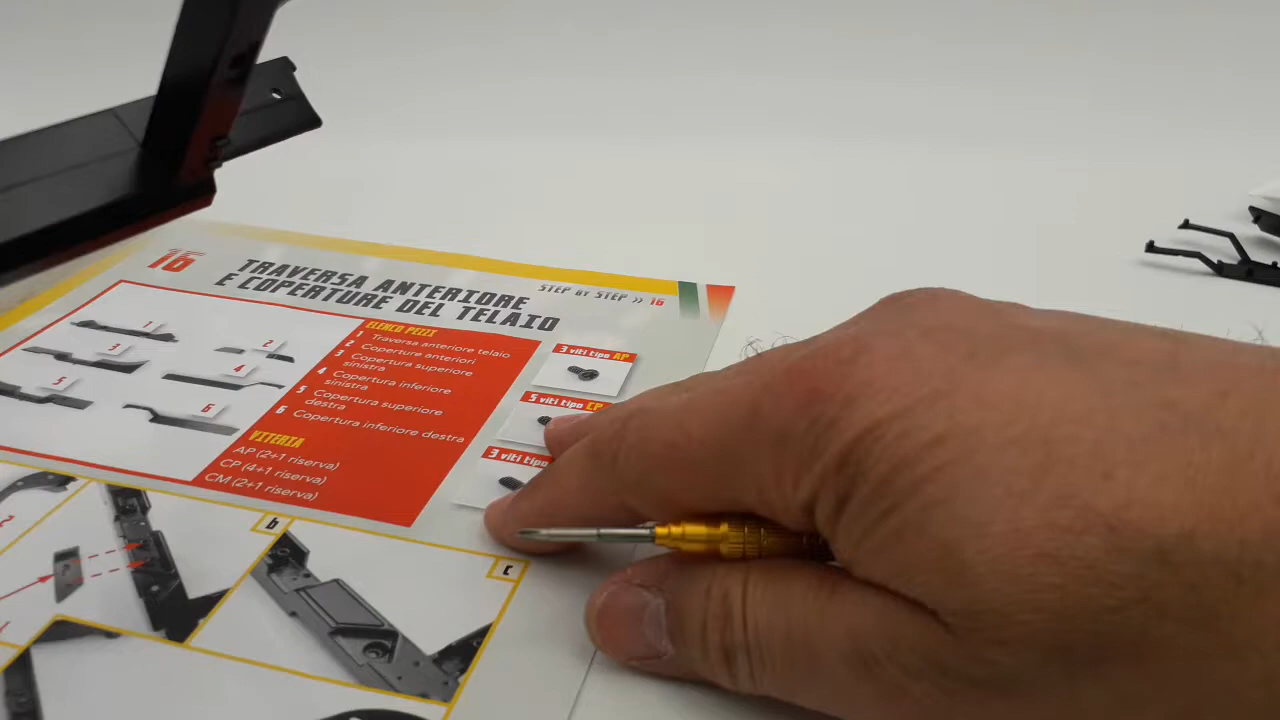 16
TRAVERSA ANTERIORE
E COPERTURE DEL TELAIO
STEP BY STEP >> 16
1
2
3
4
5
6
ELENCO PEZZI
1 Traversa anteriore telaio
2 Coperture anteriori
3 Copertura superiore
sinistra
4 Copertura inferiore
sinistra
5 Copertura superiore
destra
6 Copertura inferiore destra
VITERIA
AP (2+1 riserva)
CP (4+1 riserva)
CM (2+1 riserva)
3 viti tipo AP
5 viti tipo CP
3 viti tipo
2
b
c